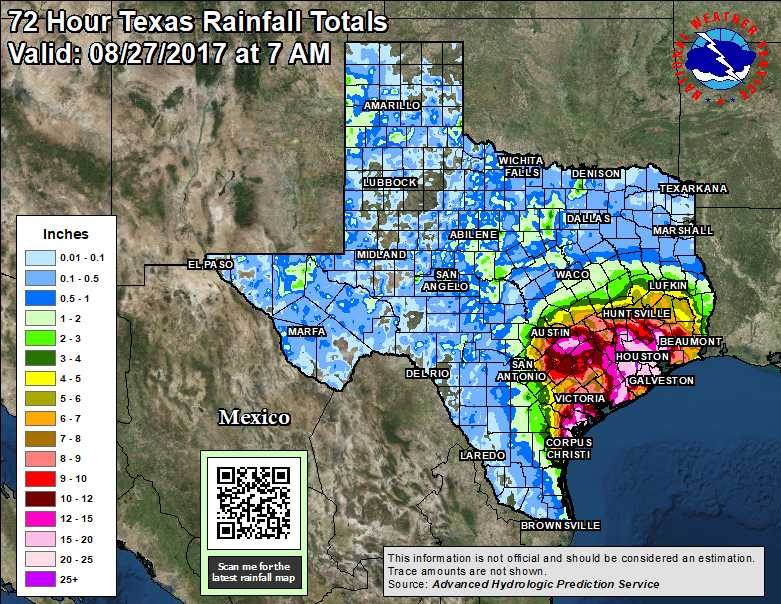 72 Hour Texas Rainfall Totals
Valid: 08/27/2017 at 7 AM
NATIONAL WEATHER SERVICE
AMARILLO
WICHITA
FALLS
DENISON
LUBBOCK
TEXARKANA
DALLAS
ABILENE
MARSHALL
MIDLAND
EL PASO
SAN
ANGELO
WACO
LUFKIN
HUNTSVILLE
MARFA
AUSTIN
BEAUMONT
HOUSTON
SAN
ANTONIO
DEL RIO
GALVESTON
VICTORIA
Mexico
CORPUS
CHRISTI
LAREDO
BROWNSVILLE
Inches
0.01 - 0.1
0.1 - 0.5
0.5 - 1
1 - 2
2 - 3
3 - 4
4 - 5
5 - 6
6 - 7
7 - 8
8 - 9
9 - 10
10 - 12
12 - 15
15 - 20
20 - 25
25+
Scan me for the
latest rainfall map
This information is not official and should be considered an estimation.
Trace amounts are not shown.
Source: Advanced Hydrologic Prediction Service